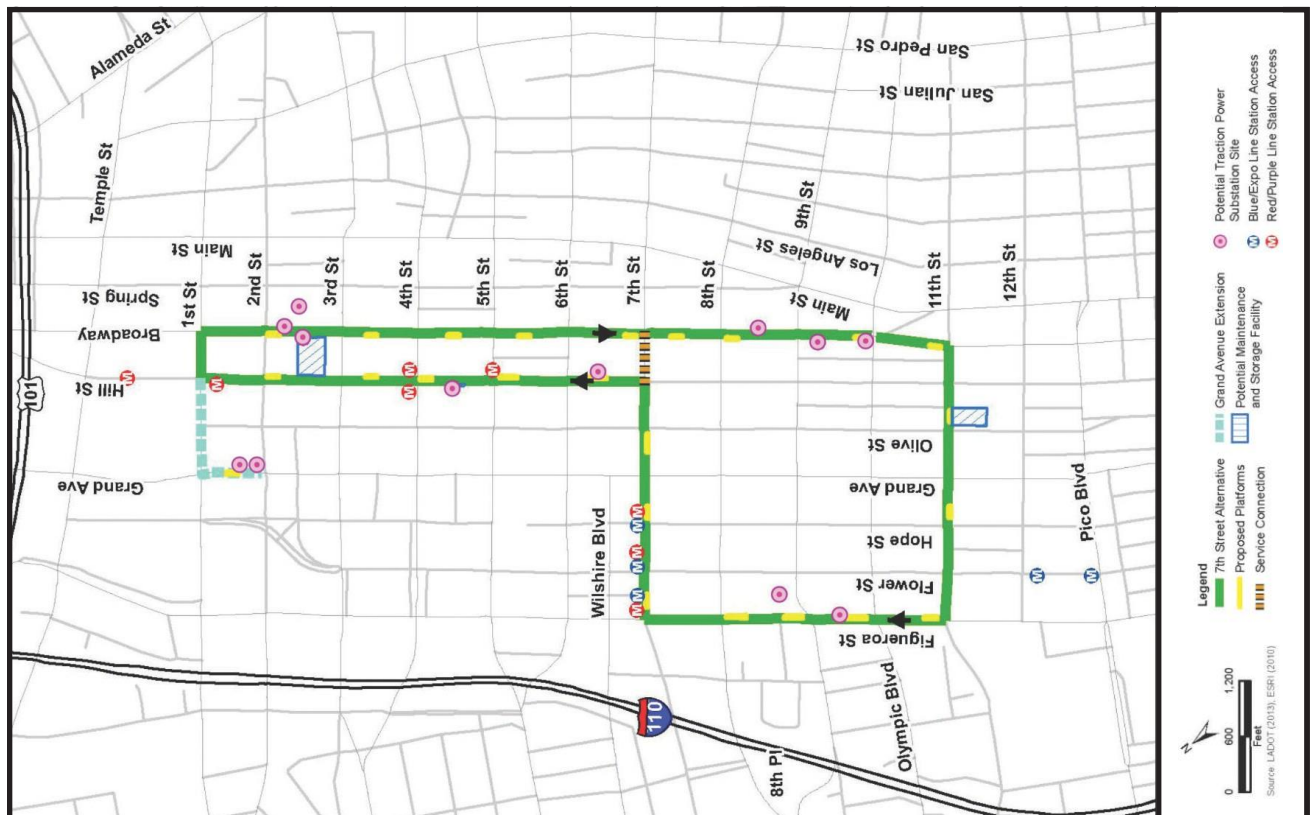 Alameda St
Temple St
Main St
Spring St
Broadway
Hill St
101
Grand Ave
1st St
2nd St
3rd St
4th St
5th St
6th St
7th St
8th St
9th St
11th St
12th St
San Pedro St
San Julian St
Los Angeles St
Main St
Wilshire Blvd
Olive St
Grand Ave
Hope St
Flower St
Figueroa St
Pico Blvd
Olympic Blvd
8th Pl
110
M
M
M
M
M
M
M
M
M
M
M
M
M
M
Legend
7th Street Alternative
Proposed Platforms
Service Connection
Grand Avenue Extension
Potential Maintenance
and Storage Facility
Potential Traction Power
Substation Site
M Blue/Expo Line Station Access
M Red/Purple Line Station Access
N
0 600 1,200
Feet
Source: LADOT (2013), ESRI (2010)